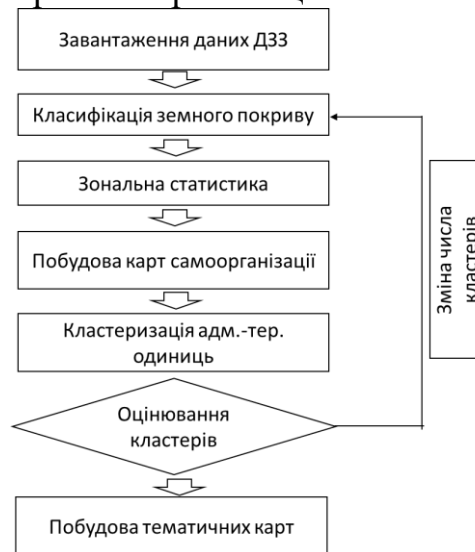 Завантаження даних ДЗЗ
Класифікація земного покриву
Зональна статистика
Побудова карт самоорганізації
Кластеризація адм.-тер.
одиниць
Оцінювання
кластерів
Зміна числа
кластерів
Побудова тематичних карт